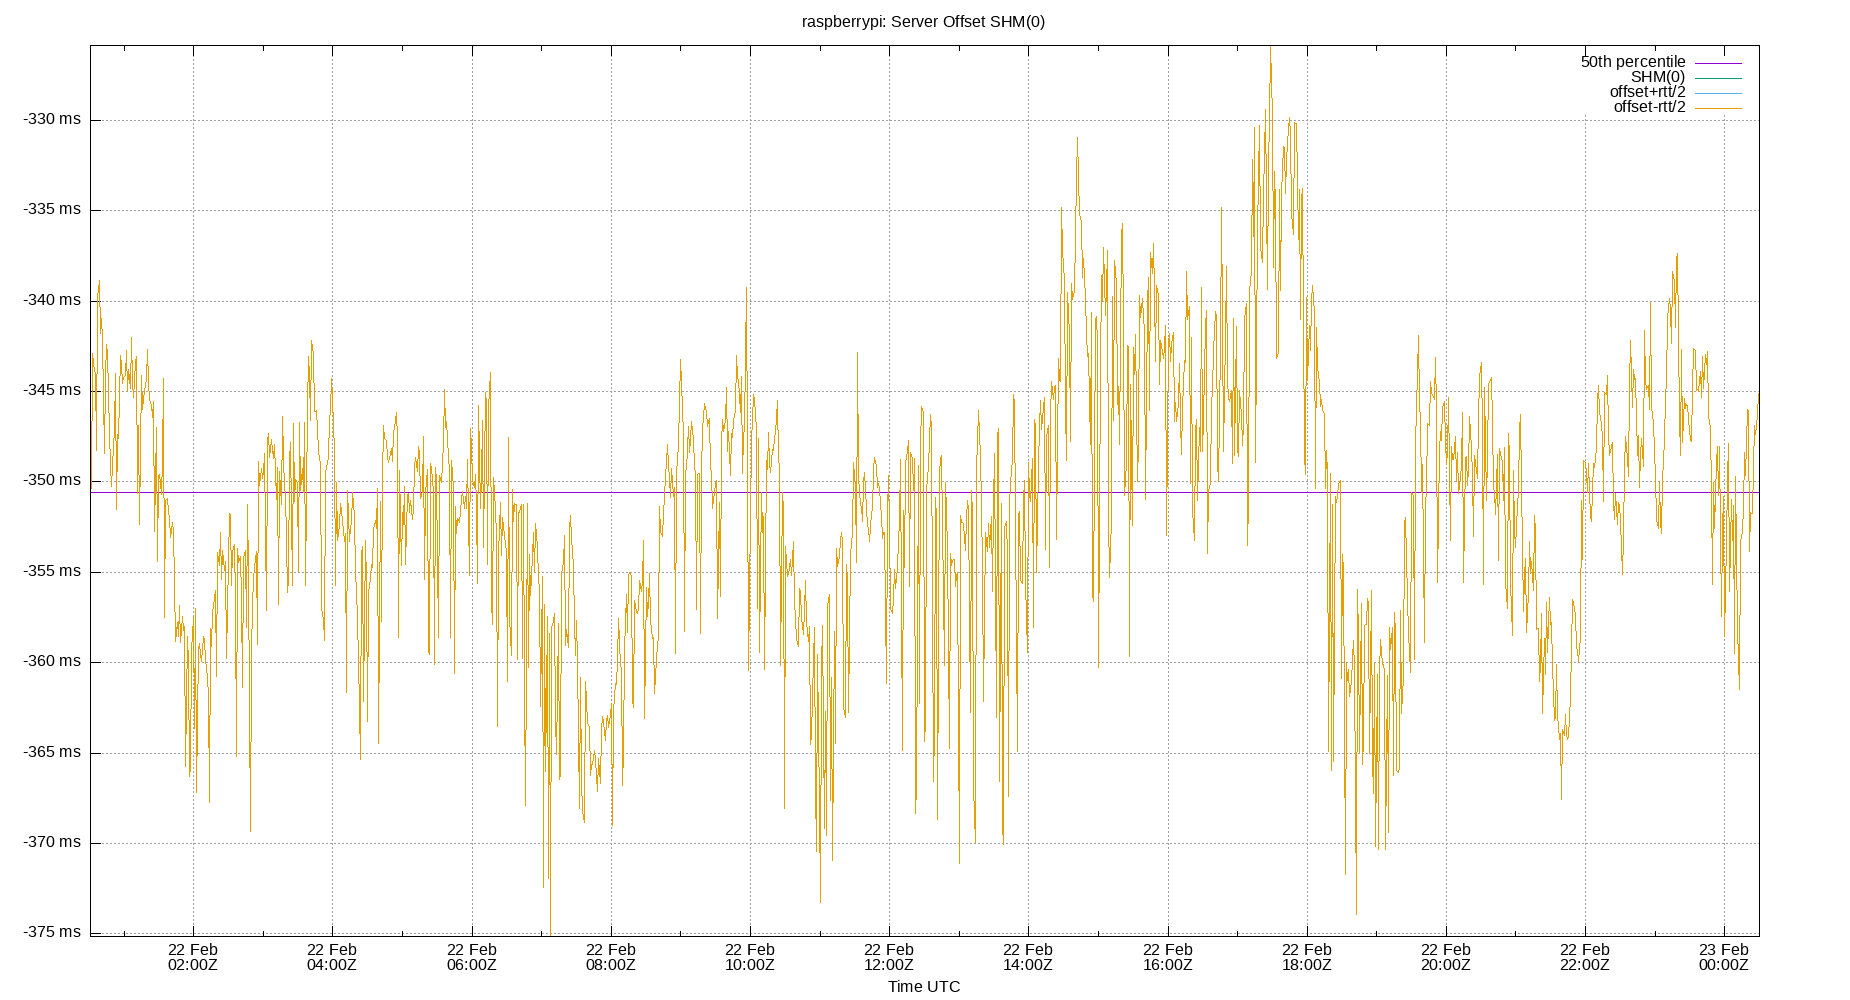 raspberrypi: Server Offset SHM(0)
50th percentile
SHM(0)
offset+rtt/2
offset-rtt/2
-330 ms
-335 ms
-340 ms
-345 ms
-350 ms
-355 ms
-360 ms
-365 ms
-370 ms
-375 ms
22 Feb 22 Feb 22 Feb 22 Feb 22 Feb 22 Feb 22 Feb 22 Feb 22 Feb 22 Feb 22 Feb 23 Feb
02:00Z 04:00Z 06:00Z 08:00Z 10:00Z 12:00Z 14:00Z 16:00Z 18:00Z 20:00Z 22:00Z 00:00Z
Time UTC